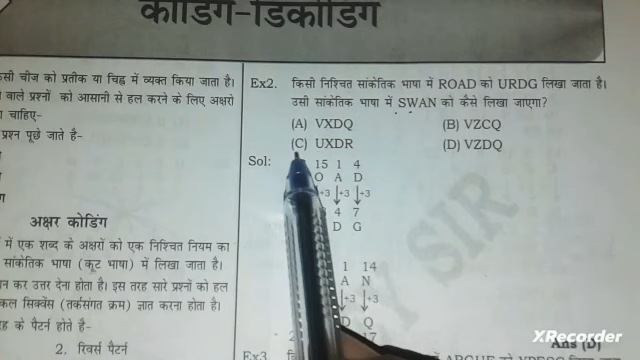 कोडिंग-डिकोडिंग
चीज को प्रतीक या चिह्न में व्यक्त किया जाता है।
वाले प्रश्नों को आसानी से हल करने के लिए अक्षरो
चाहिए-
प्रश्न पूछे जाते है-
अक्षर कोडिंग
में एक शब्द के अक्षरों को एक निश्चित नियम का
सांकेतिक भाषा (कूट भाषा) में लिखा जाता है।
कर उत्तर देना होता है। इस तरह सारे प्रश्नों को हल
सिक्वेंस (तर्कसंगत क्रम) ज्ञात करना होता है।
के पैटर्न होते है-
2. रिवर्स पैटर्न
Ex2. किसी निश्चित सांकेतिक भाषा में ROAD को URDG लिखा जाता है।
उसी सांकेतिक भाषा में SWAN को कैसे लिखा जाएगा?
(A) VXDQ (B) VZCQ
(C) UXDR (D) VZDQ
Sol: 15 1 4
O A D
+3 +3 +3
4 7
D G
1 14
A N
+3 +3
D Q
17
Ans (D)
Ex3.
XRecorder